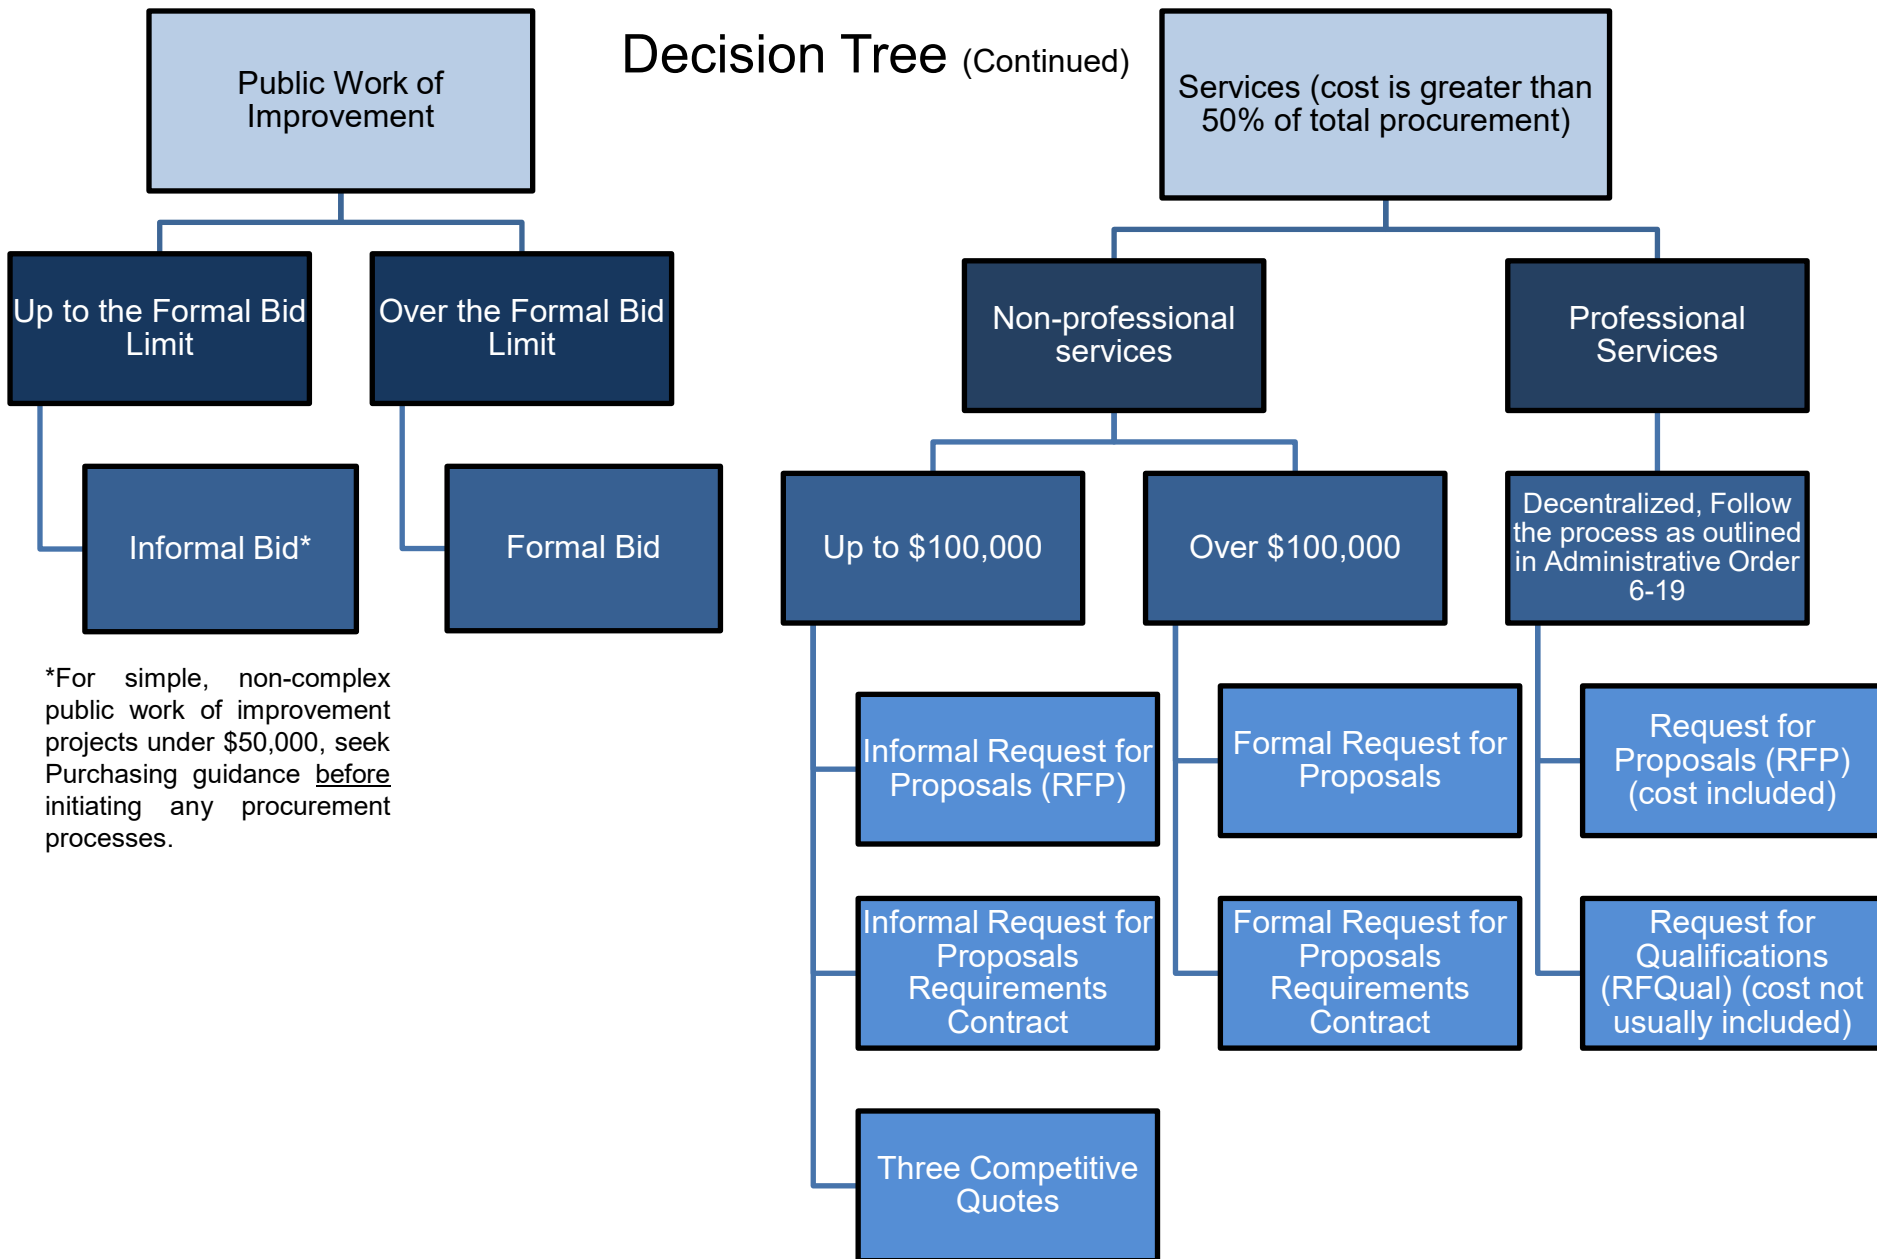 Decision Tree (Continued)
Public Work of
Improvement
Up to the Formal Bid
Limit
Over the Formal Bid
Limit
Informal Bid*
Formal Bid
*For simple, non-complex
public work of improvement
projects under $50,000, seek
Purchasing guidance before
initiating any procurement
processes.
Services (cost is greater than
50% of total procurement)
Non-professional
services
Professional
Services
Up to $100,000
Over $100,000
Decentralized, Follow
the process as outlined
in Administrative Order
6-19
Informal Request for
Proposals (RFP)
Informal Request for
Proposals
Requirements
Contract
Three Competitive
Quotes
Formal Request for
Proposals
Formal Request for
Proposals
Requirements
Contract
Request for
Proposals (RFP)
(cost included)
Request for
Qualifications
(RFQual) (cost not
usually included)